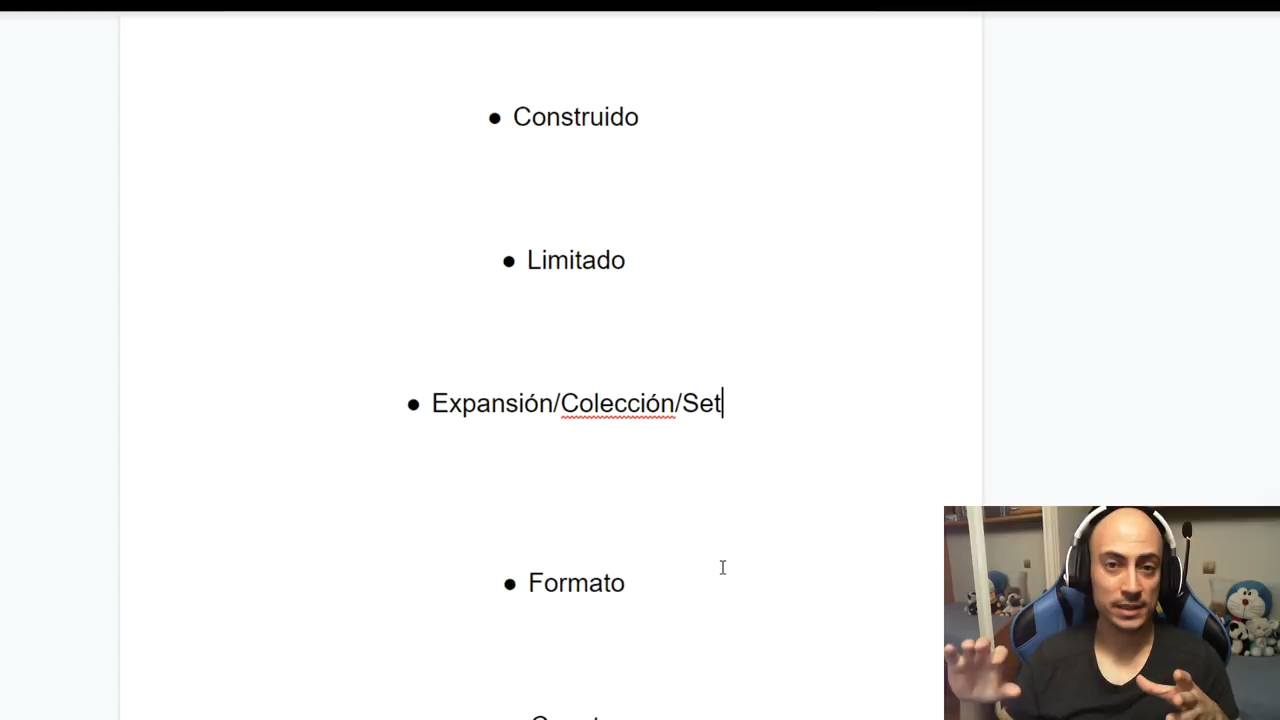 ● Construido
● Limitado
● Expansión/Colección/Set
● Formato